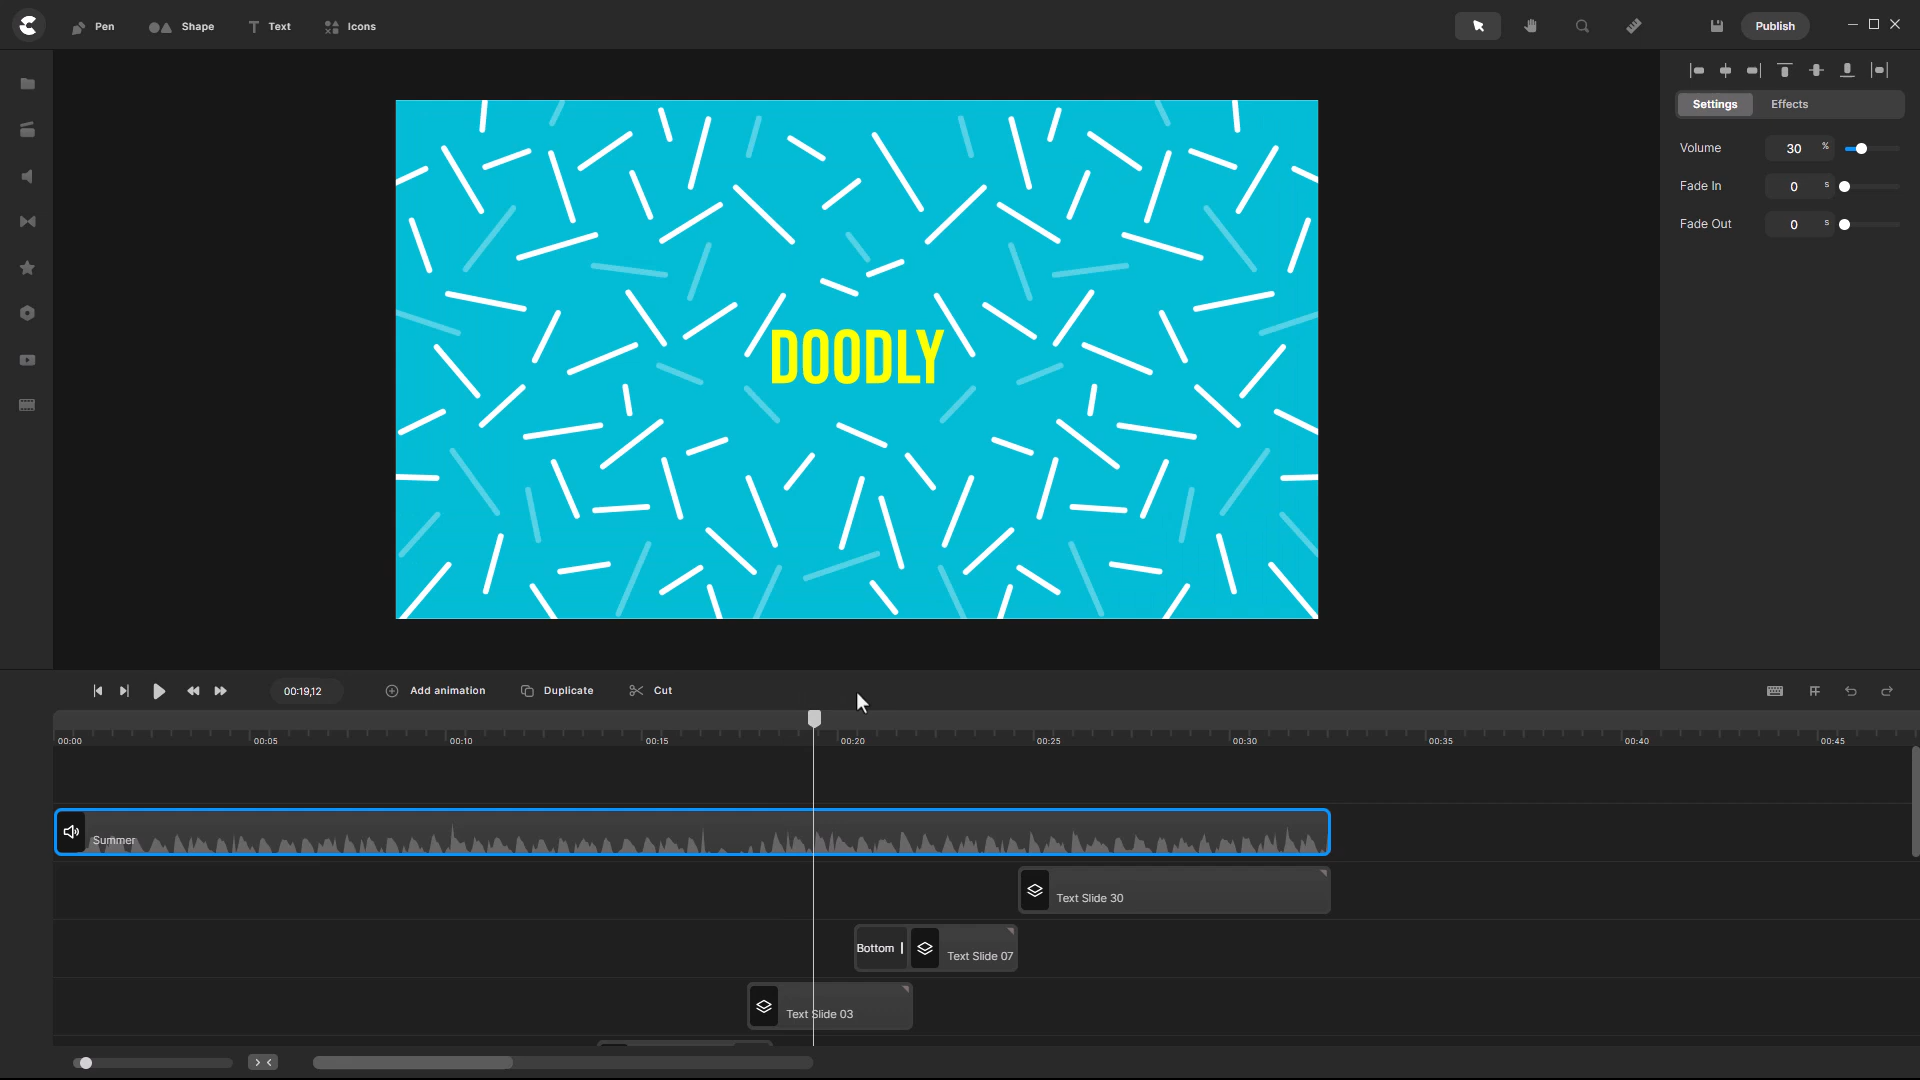 Pen
Shape
Text
Icons
Publish
Settings Effects
Volume 30 %
Fade In 0 s
Fade Out 0 s
DOODLY
00:19,12
Add animation
Duplicate
Cut
00:00 00:05 00:10 00:15 00:20 00:25 00:30 00:35 00:40 00:45
Summer
Text Slide 30
Bottom
Text Slide 07
Text Slide 03